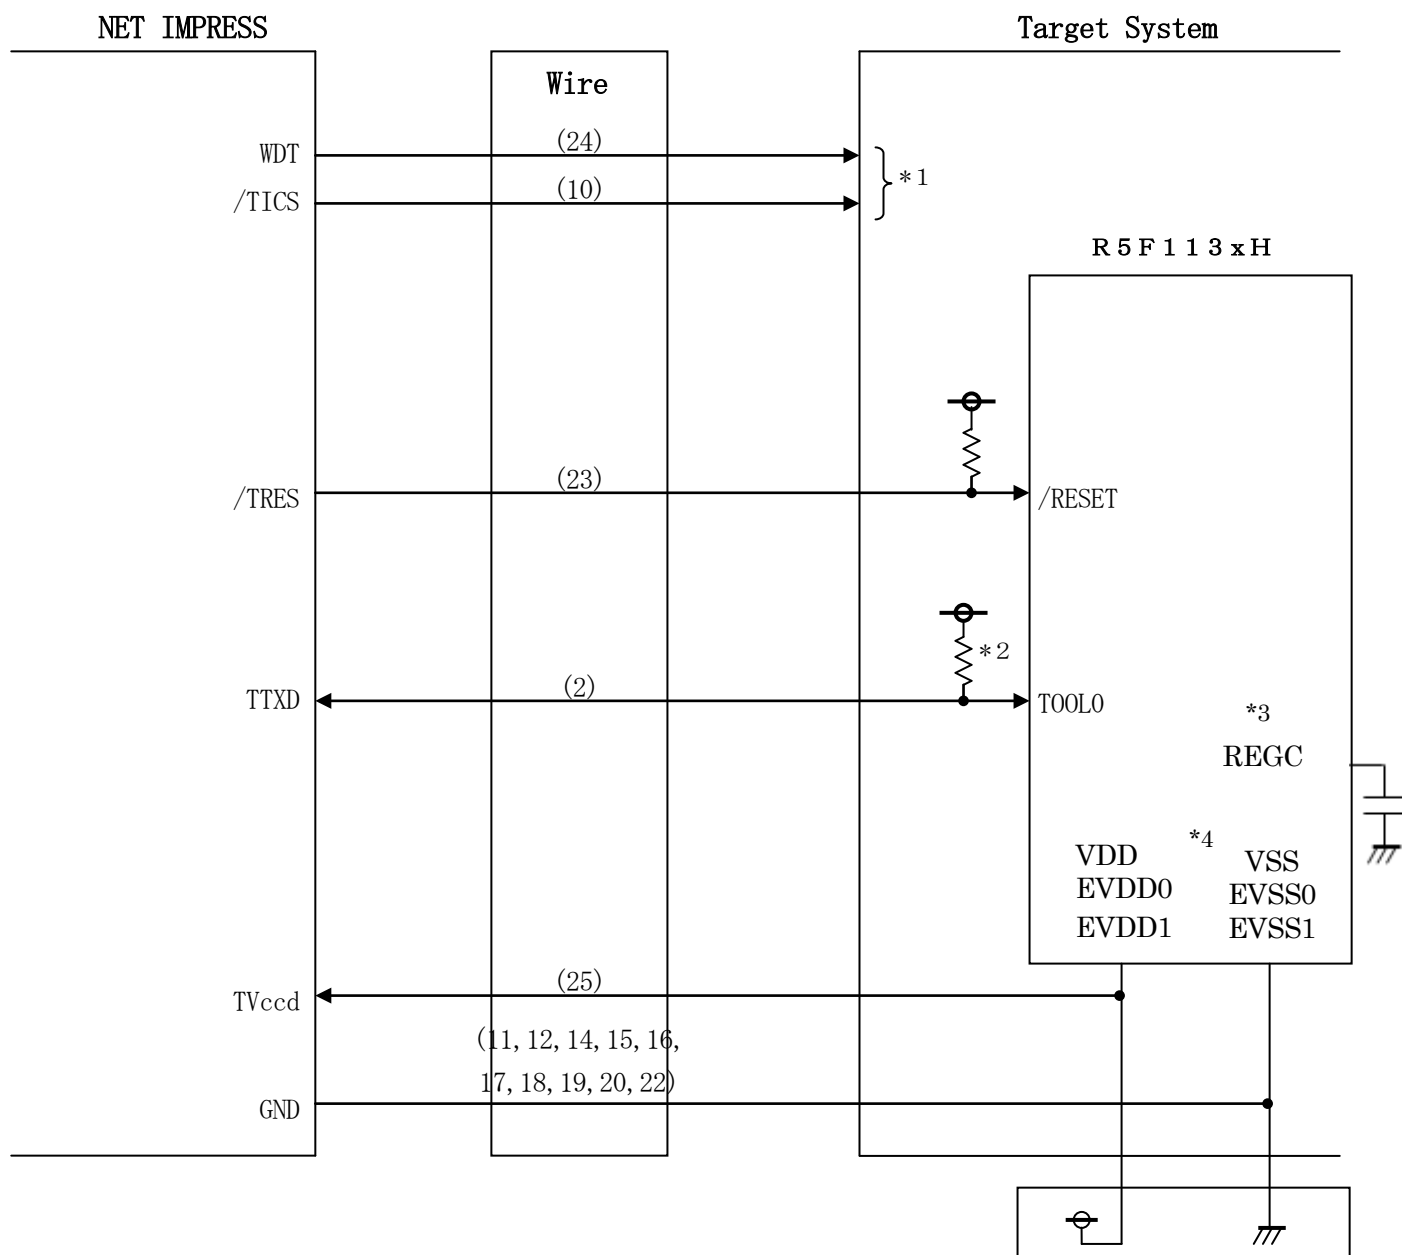 NET IMPRESS
Target System
Wire
WDT
(24)
*1
/TICS
(10)
R5F113xH
/TRES
(23)
/RESET
*2
TTXD
(2)
TOOL0
*3
REGC
*4
VDD
VSS
EVDD0
EVSS0
EVDD1
EVSS1
TVccd
(25)
(11,12,14,15,16,
17,18,19,20,22)
GND